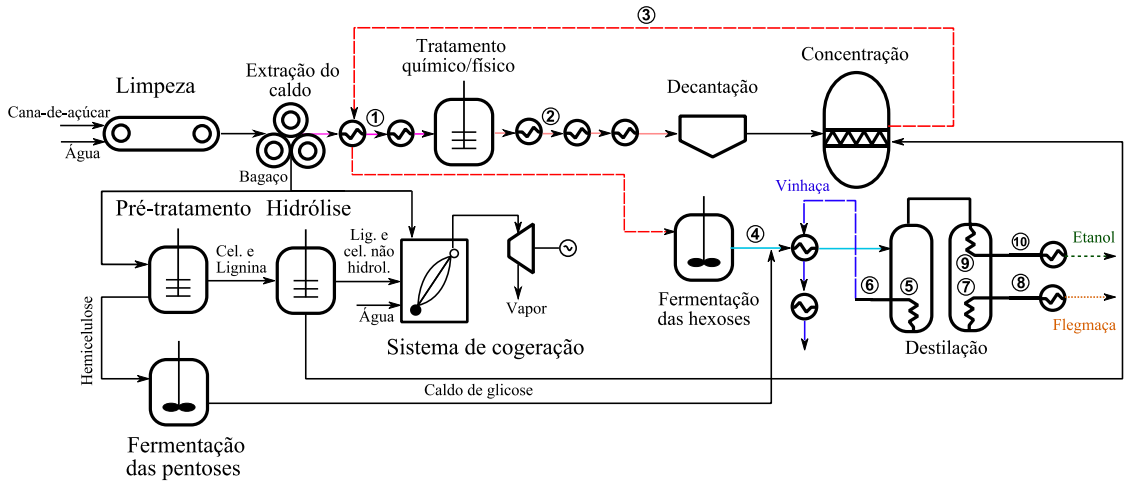 ③
Tratamento
químico/físico
Concentração
Extração do
caldo
Limpeza
Decantação
Cana-de-açúcar
①
②
Água
Bagaço
Vinhaça
Pré-tratamento
Hidrólise
Lig. e
cel. não
hidrol.
Cel. e
Lignina
④
⑩
Etanol
⑨
⑥
⑤
⑦
⑧
Flegmaça
Água
Vapor
Fermentação
das hexoses
Destilação
Sistema de cogeração
Hemicelulose
Caldo de glicose
Fermentação
das pentoses